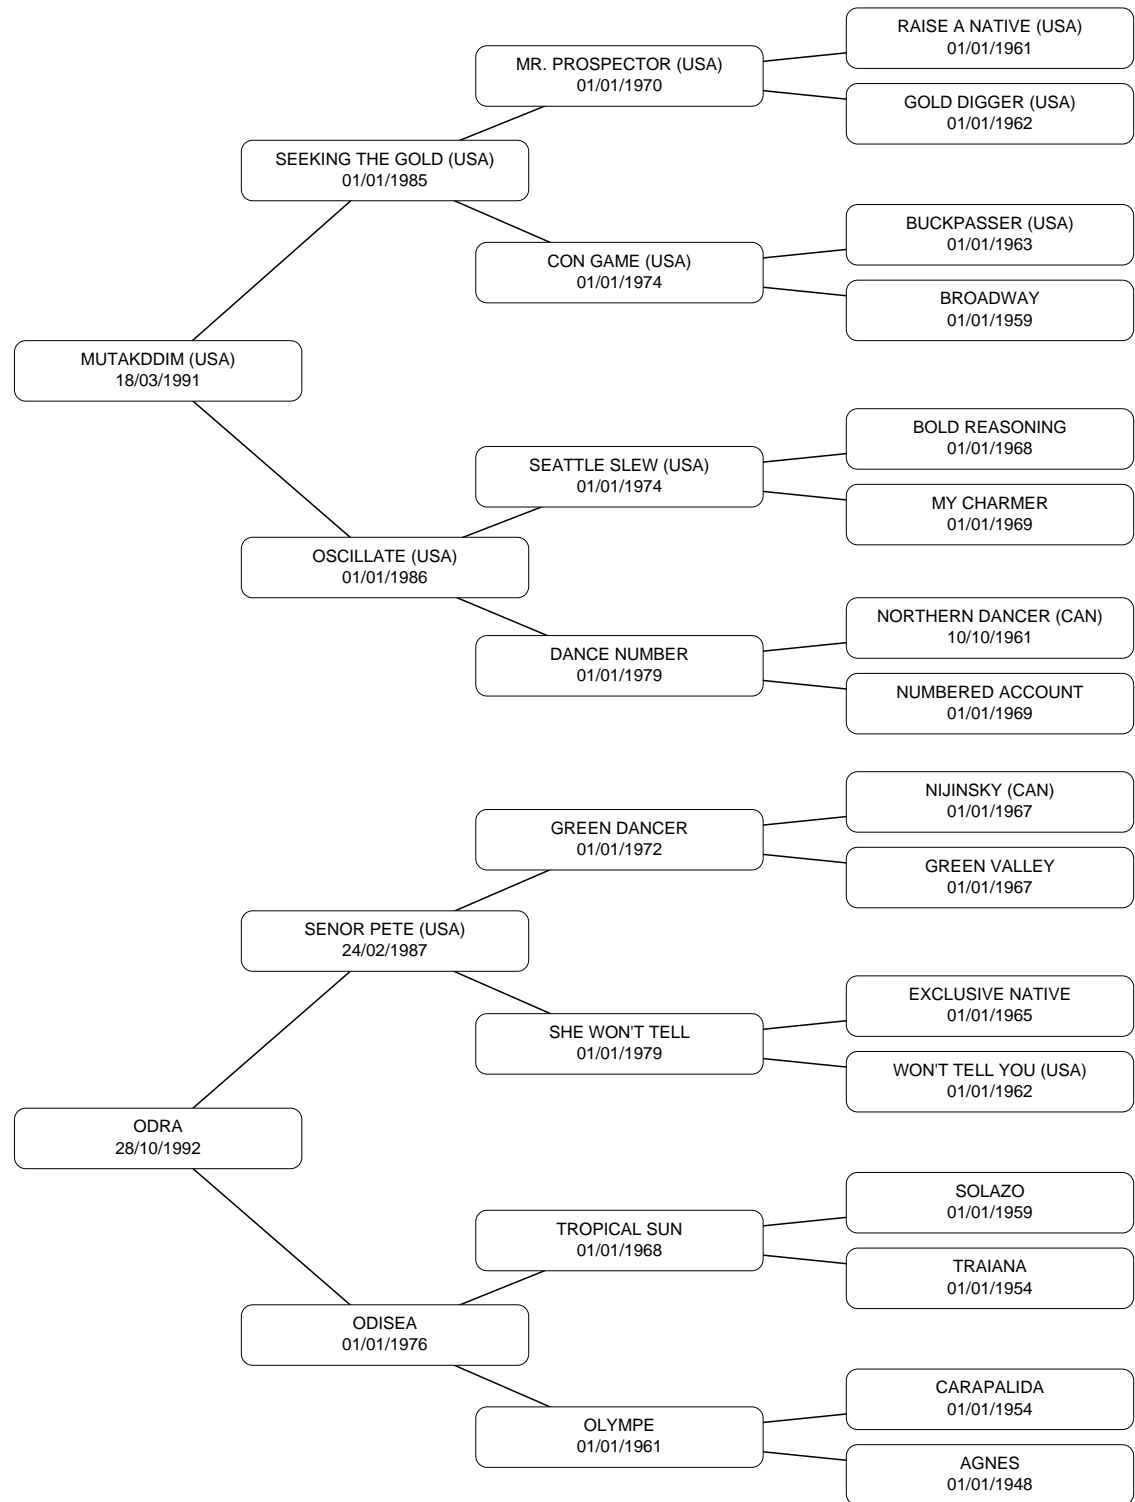 RAISE A NATIVE (USA)
01/01/1961
MR. PROSPECTOR (USA)
01/01/1970
GOLD DIGGER (USA)
01/01/1962
SEEKING THE GOLD (USA)
01/01/1985
BUCKPASSER (USA)
01/01/1963
CON GAME (USA)
01/01/1974
BROADWAY
01/01/1959
MUTAKDDIM (USA)
18/03/1991
BOLD REASONING
01/01/1968
SEATTLE SLEW (USA)
01/01/1974
MY CHARMER
01/01/1969
OSCILLATE (USA)
01/01/1986
NORTHERN DANCER (CAN)
10/10/1961
DANCE NUMBER
01/01/1979
NUMBERED ACCOUNT
01/01/1969
NIJINSKY (CAN)
01/01/1967
GREEN DANCER
01/01/1972
GREEN VALLEY
01/01/1967
SENOR PETE (USA)
24/02/1987
EXCLUSIVE NATIVE
01/01/1965
SHE WON'T TELL
01/01/1979
WON'T TELL YOU (USA)
01/01/1962
ODRA
28/10/1992
SOLAZO
01/01/1959
TROPICAL SUN
01/01/1968
TRAIANA
01/01/1954
ODISEA
01/01/1976
CARAPALIDA
01/01/1954
OLYMPE
01/01/1961
AGNES
01/01/1948